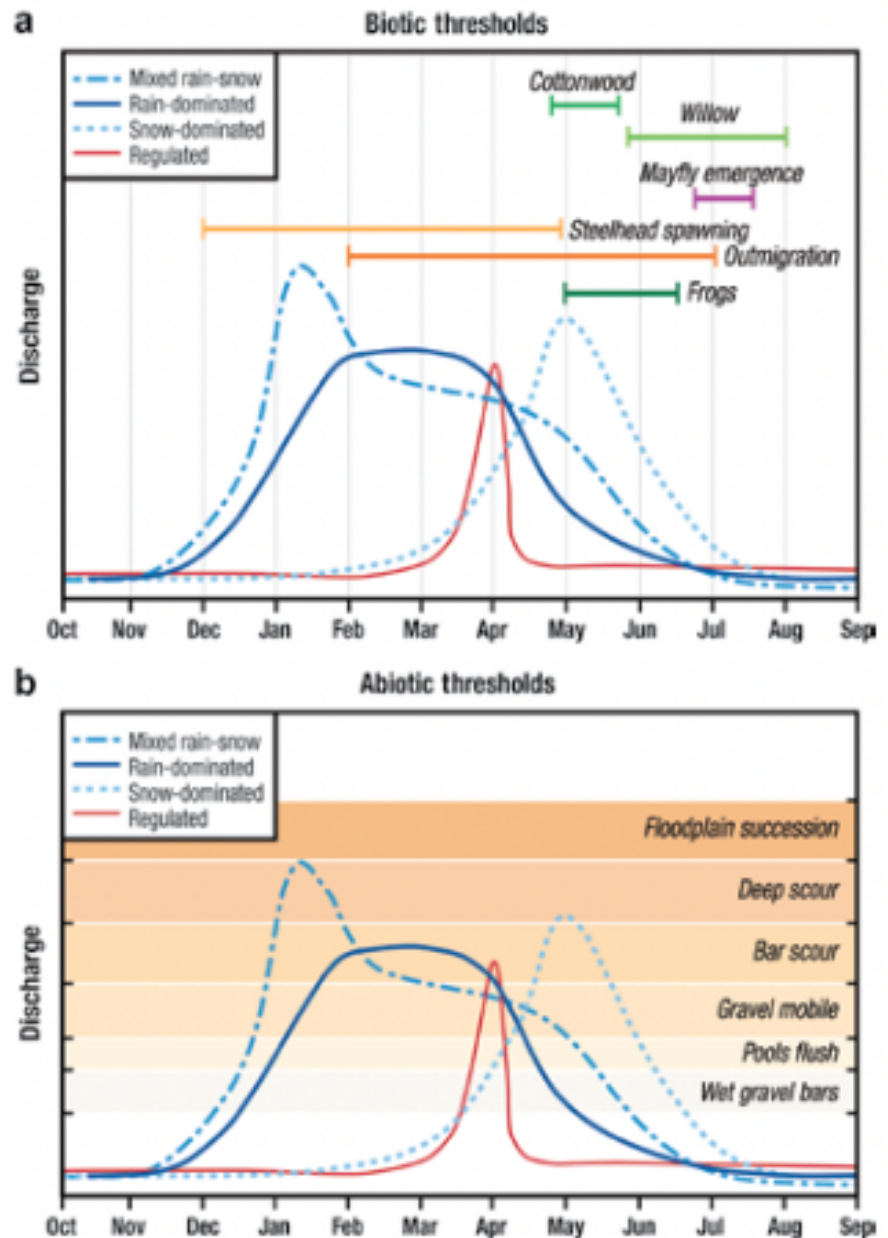 a
Biotic thresholds
Mixed rain-snow
Rain-dominated
Snow-dominated
Regulated
Cottonwood
Willow
Mayfly emergence
Steelhead spawning
Outmigration
Frogs
Discharge
Oct Nov Dec Jan Feb Mar Apr May Jun Jul Aug Sep
b
Abiotic thresholds
Mixed rain-snow
Rain-dominated
Snow-dominated
Regulated
Floodplain succession
Deep scour
Bar scour
Gravel mobile
Pools flush
Wet gravel bars
Discharge
Oct Nov Dec Jan Feb Mar Apr May Jun Jul Aug Sep